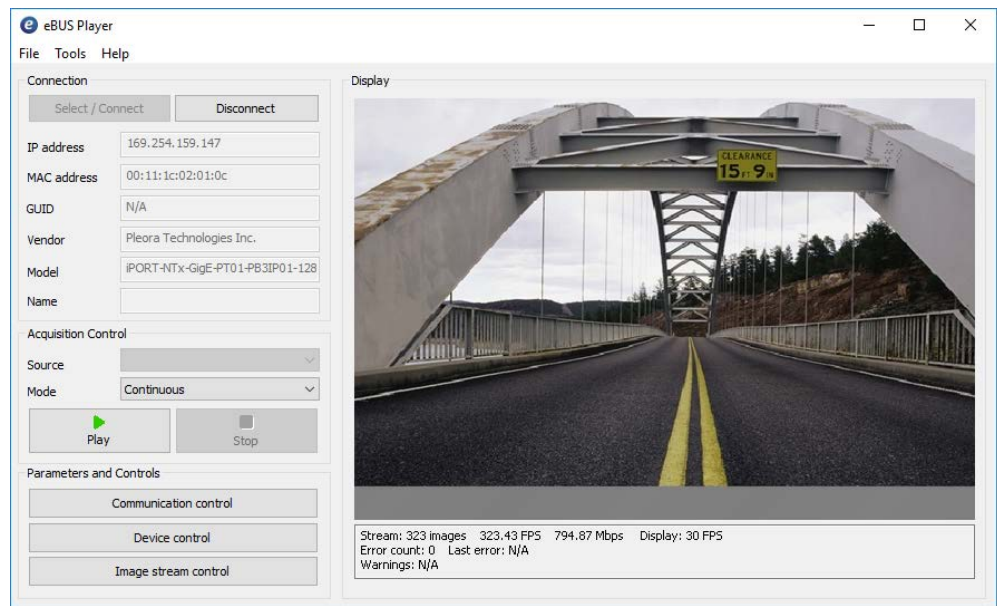 eBUS Player
File Tools Help
Connection
Select / Connect Disconnect
IP address 169.254.159.147
MAC address 00:11:1c:02:01:0c
GUID N/A
Vendor Pleora Technologies Inc.
Model iPORT-NTx-GigE-PT01-PB3IP01-128
Name
Acquisition Control
Source
Mode Continuous
Play Stop
Parameters and Controls
Communication control
Device control
Image stream control
Display
CLEARANCE
15 FT 9 IN
Stream: 323 images 323.43 FPS 794.87 Mbps Display: 30 FPS
Error count: 0 Last error: N/A
Warnings: N/A